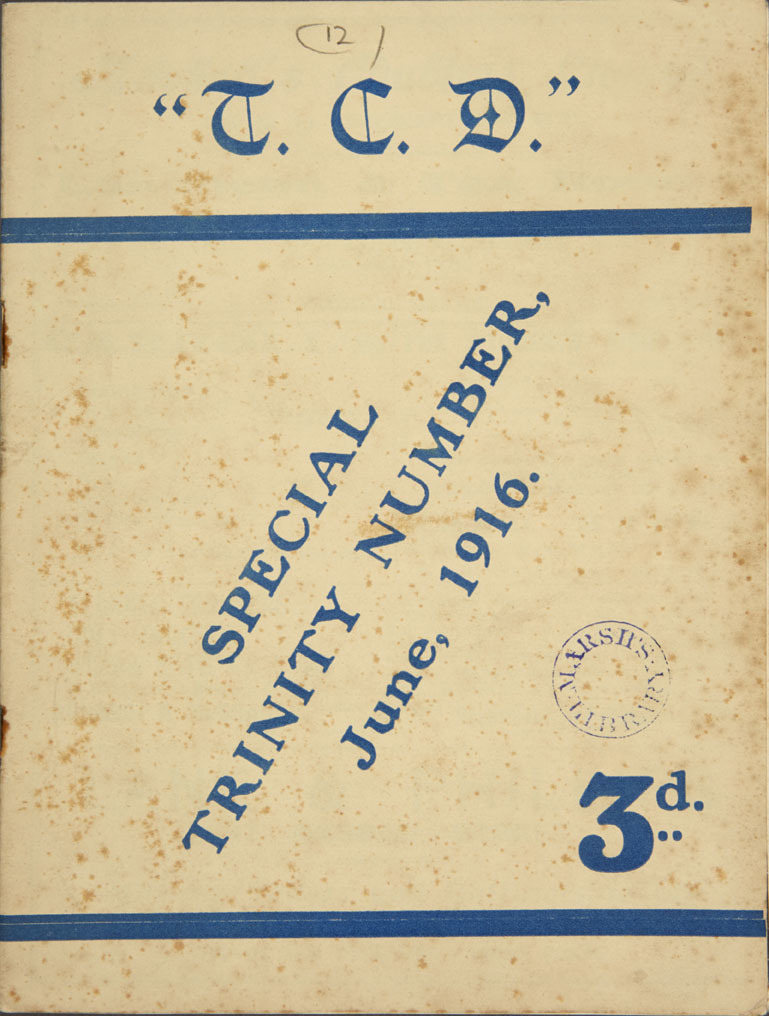 12
"T. C. D."
SPECIAL
TRINITY NUMBER,
June, 1916.
MARSH'S LIBRARY
3d.